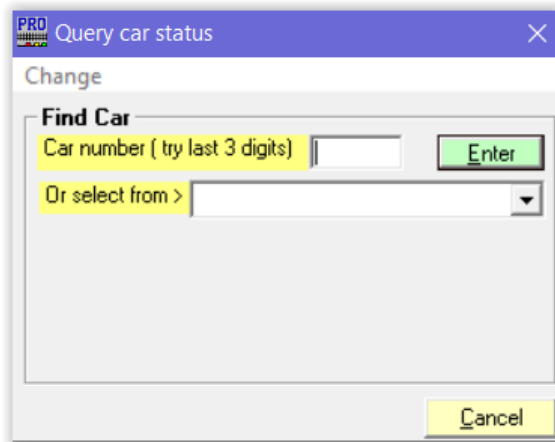 PRO
Query car status
Change
Find Car
Car number ( try last 3 digits)
Enter
Or select from >
Cancel